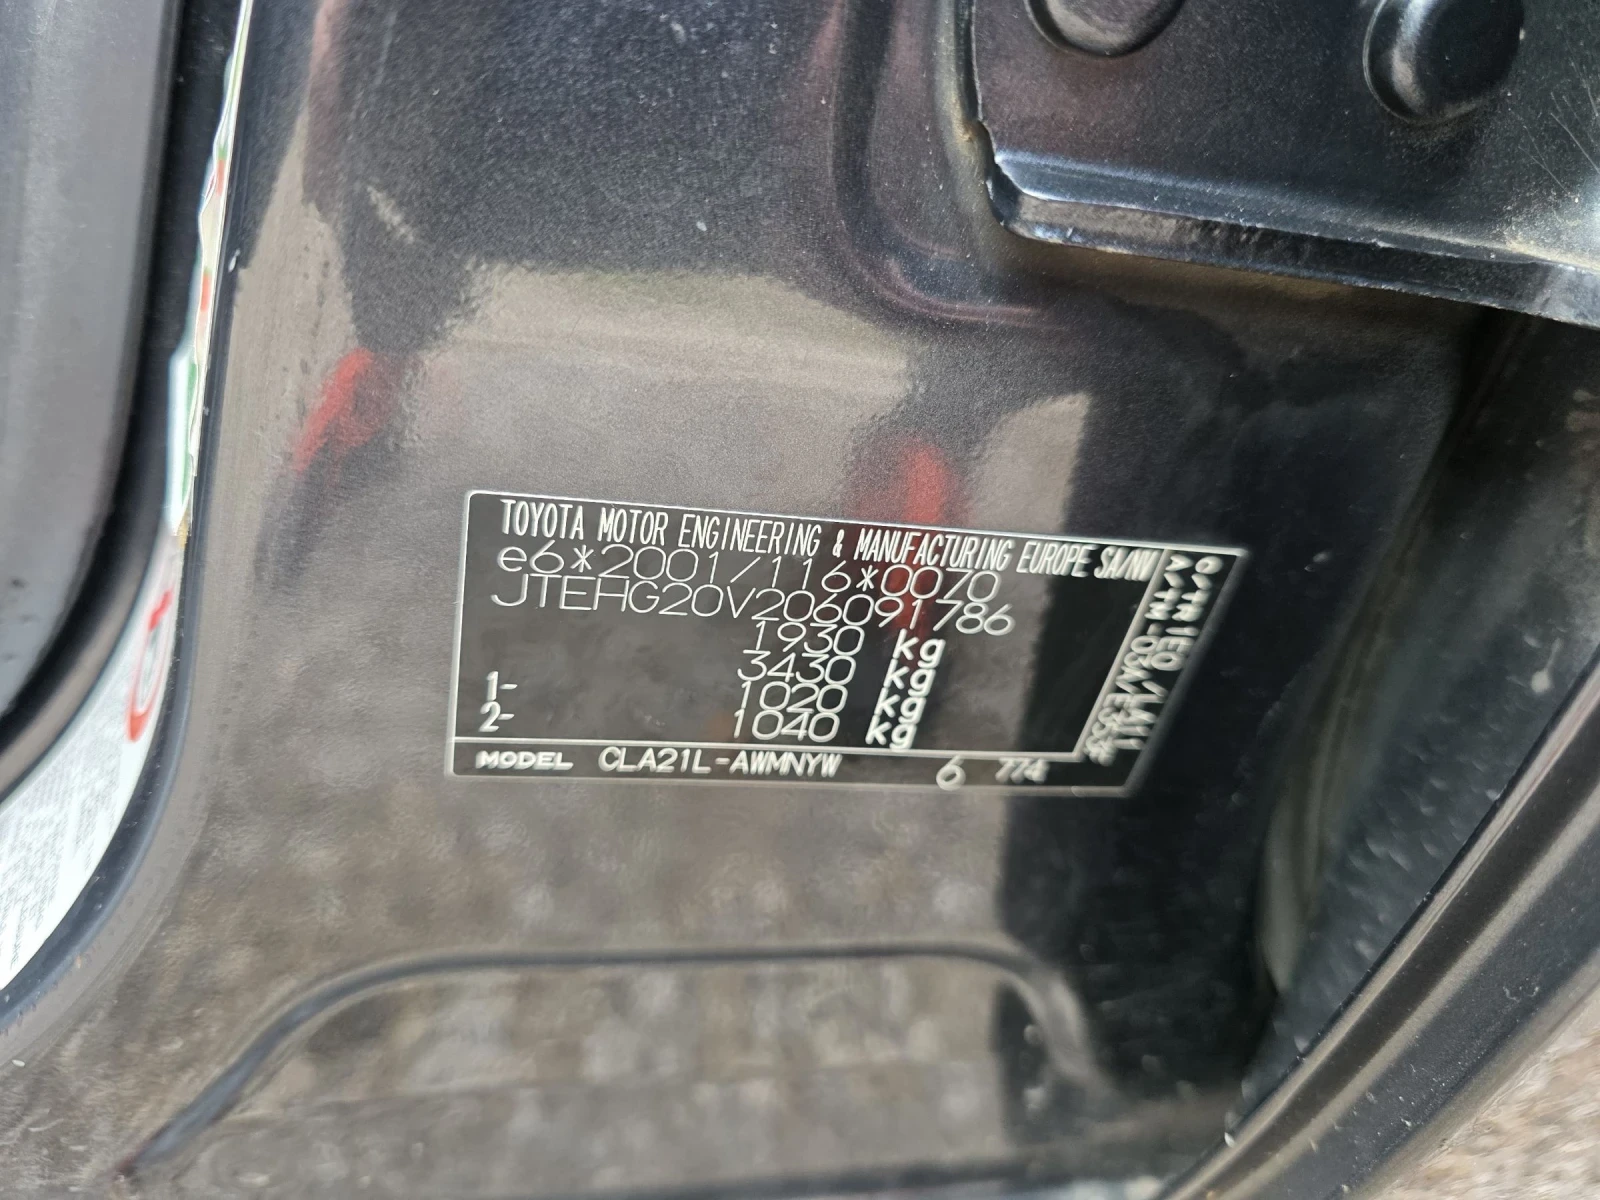 TOYOTA MOTOR ENGINEERING & MANUFACTURING EUROPE SA/NV
e6*2001/116*0070
JTEHG20V206091786
1930 kg
3430 kg
1- 1020 kg
2- 1040 kg
MODEL CLA21L-AWMNYW 6 774